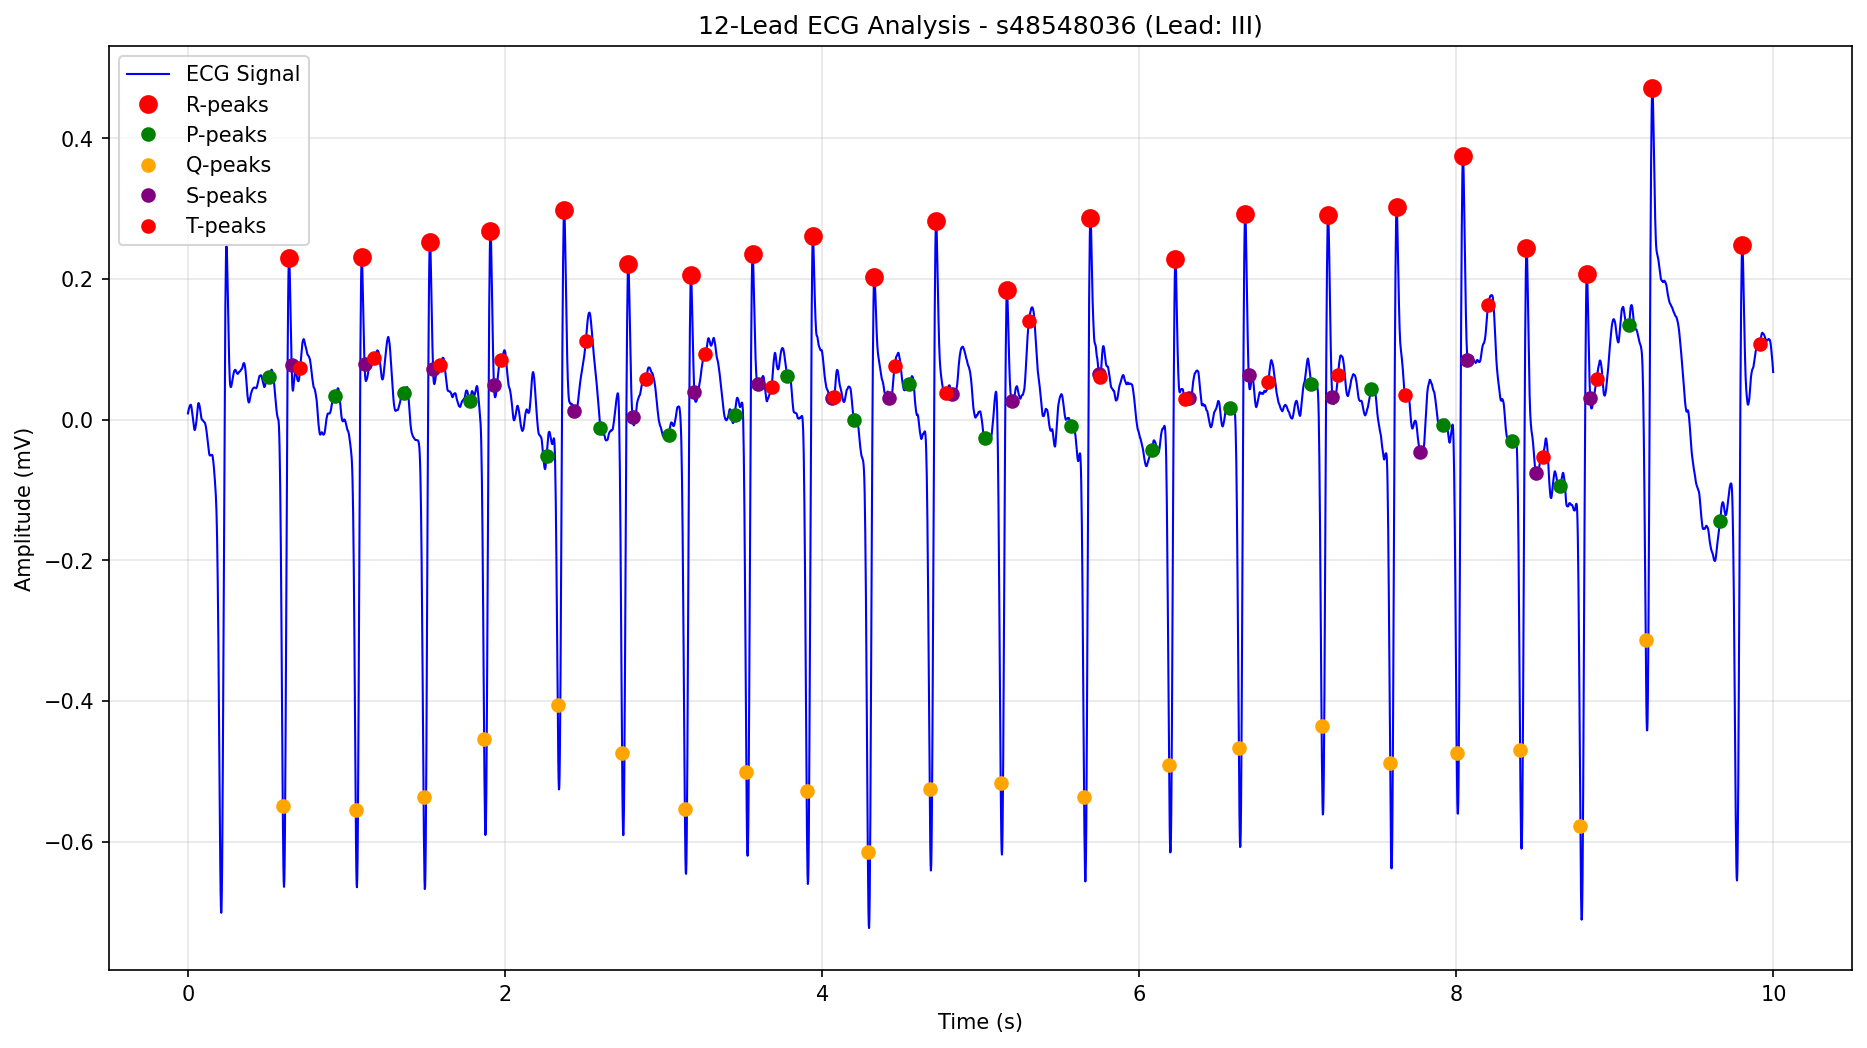 12-Lead ECG Analysis - s48548036 (Lead: III)
ECG Signal
R-peaks
P-peaks
Q-peaks
S-peaks
T-peaks
Amplitude (mV)
0.4
0.2
0.0
−0.2
−0.4
−0.6
0 2 4 6 8 10
Time (s)